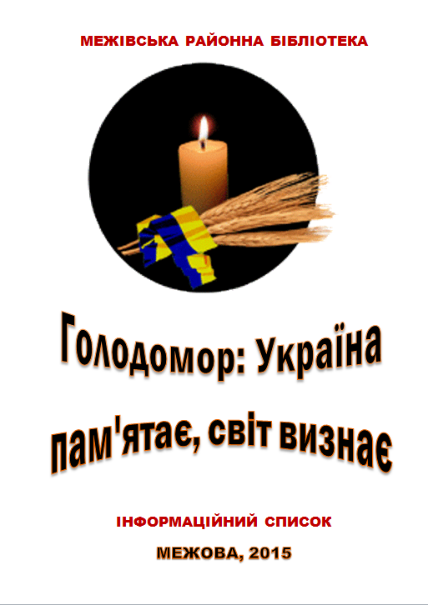 МЕЖІВСЬКА РАЙОННА БІБЛІОТЕКА
Голодомор: Україна
пам'ятає, світ визнає
ІНФОРМАЦІЙНИЙ СПИСОК
МЕЖОВА, 2015